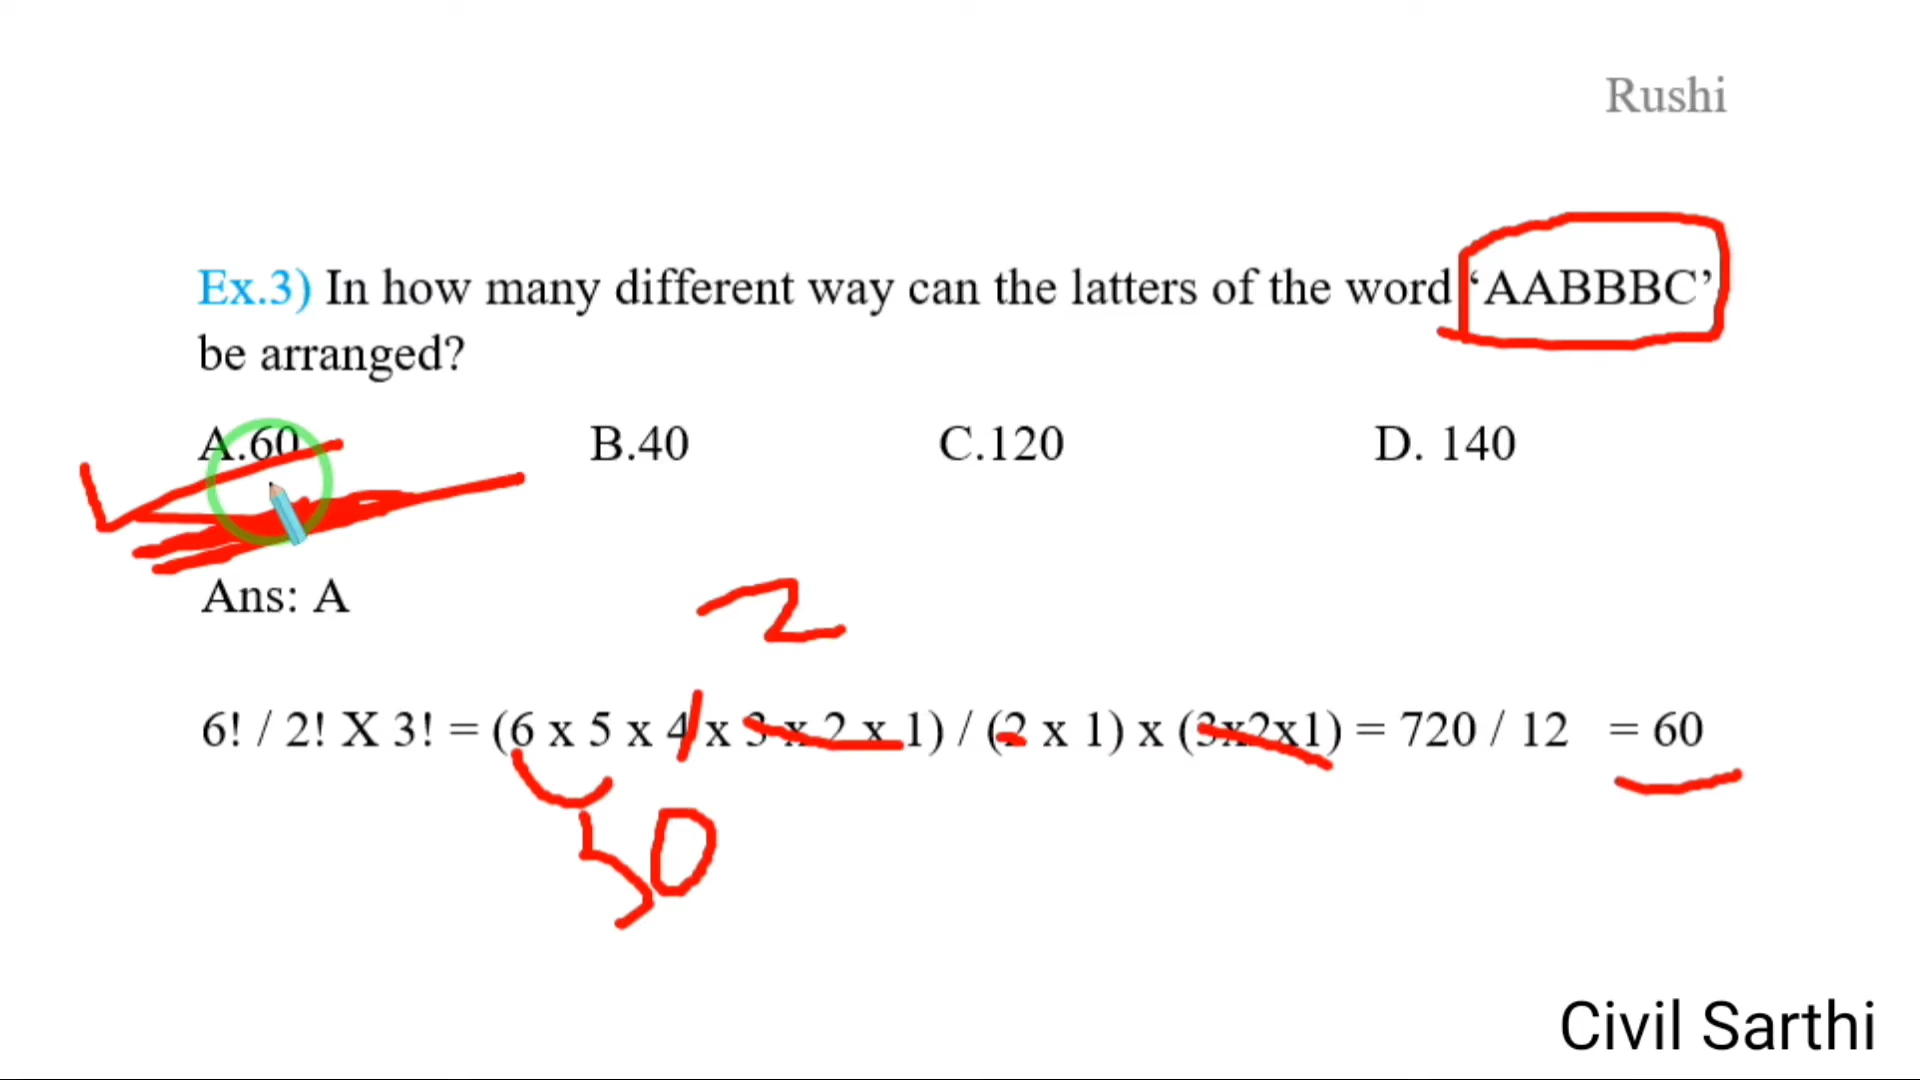 Rushi
Ex.3) In how many different way can the latters of the word ‘AABBBC’
be arranged?
A.60 B.40 C.120 D. 140
Ans: A
2
6! / 2! X 3! = (6 x 5 x 4 x 3 x 2 x 1) / (2 x 1) x (3x2x1) = 720 / 12 = 60
30
Civil Sarthi